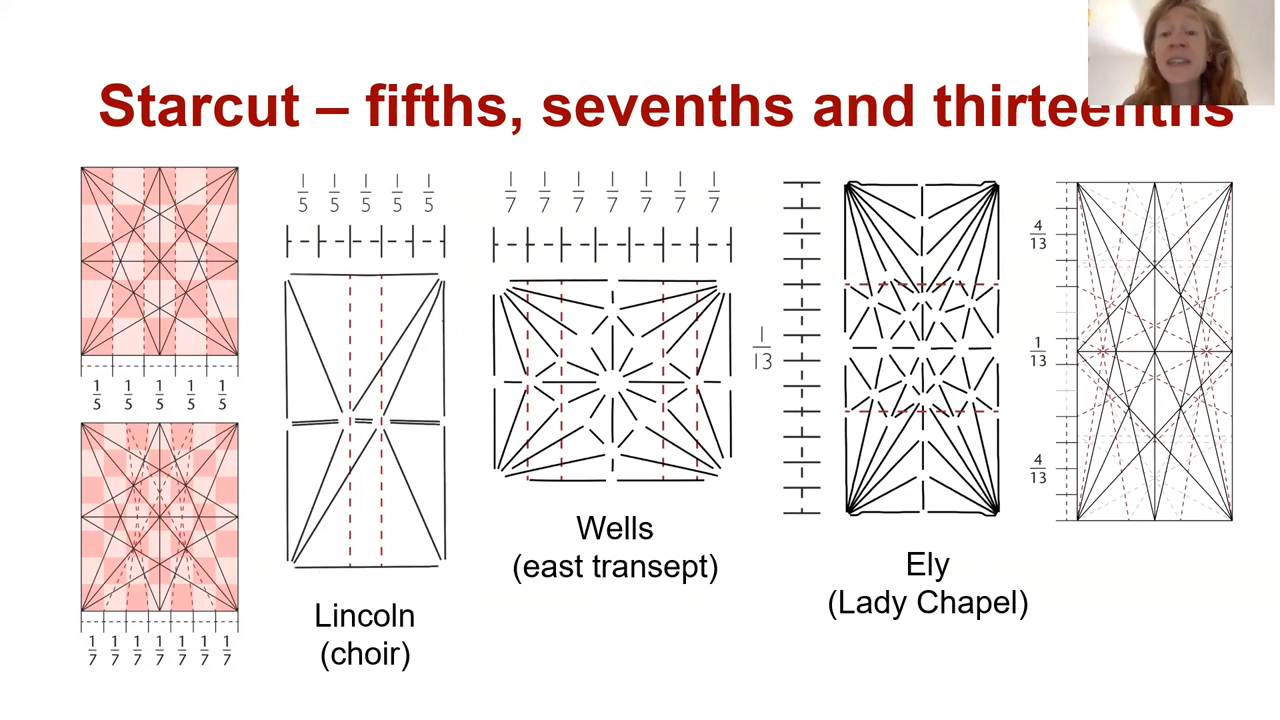 Starcut – fifths, sevenths and thirteenths
1/5 1/5 1/5 1/5 1/5
1/7 1/7 1/7 1/7 1/7 1/7 1/7
4/13
1/13
1/13
4/13
1/5 1/5 1/5 1/5 1/5
Wells
(east transept)
Ely
(Lady Chapel)
Lincoln
(choir)
1/7 1/7 1/7 1/7 1/7 1/7 1/7